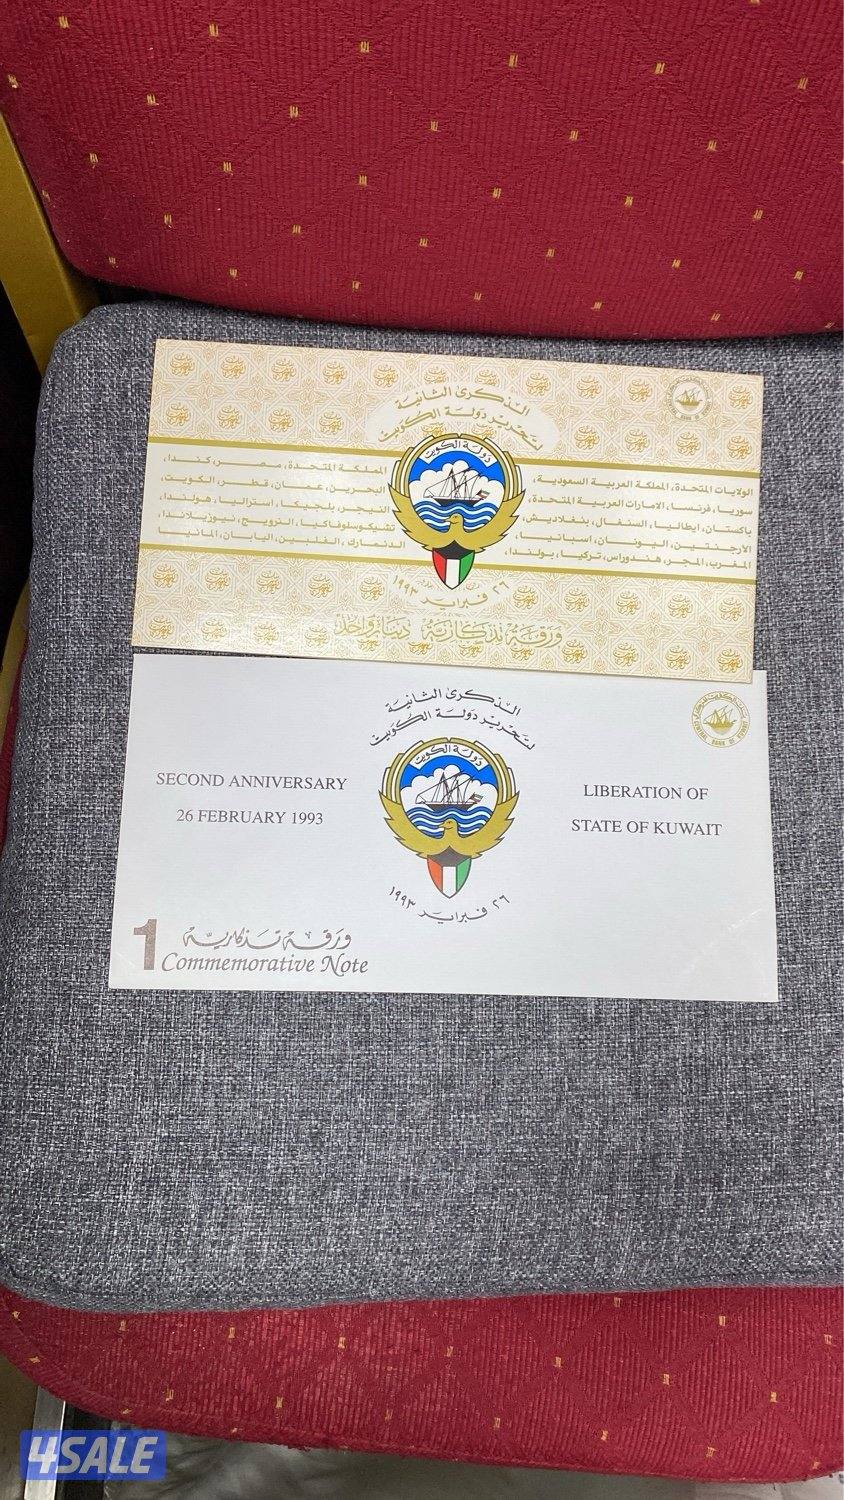 الذكرى الثانية
لتحرير دولة الكويت
دولة الكويت
الولايات المتحدة، المملكة العربية السعودية،
سوريا، فرنسا، الامارات العربية المتحدة،
باكستان، ايطاليا، السنغال، بنغلاديش،
الارجنتين، اليونان، اسبانيا،
المغرب، المجر، هندوراس، تركيا، بولندا،
المملكة المتحدة، مصر، كندا،
البحرين، عمان، قطر، الكويت،
النيجر، بلجيكا، استراليا، هولندا،
تشيكوسلوفاكيا، النرويج، نيوزيلاندا،
الدنمارك، الفلبين، اليابان، المانيا
٢٦ فبراير ١٩٩٣
ورقة تذكارية دينار واحد
الذكرى الثانية
لتحرير دولة الكويت
CENTRAL BANK OF KUWAIT
دولة الكويت
SECOND ANNIVERSARY
26 FEBRUARY 1993
LIBERATION OF
STATE OF KUWAIT
٢٦ فبراير ١٩٩٣
1 ورقة تذكارية
Commemorative Note
4SALE